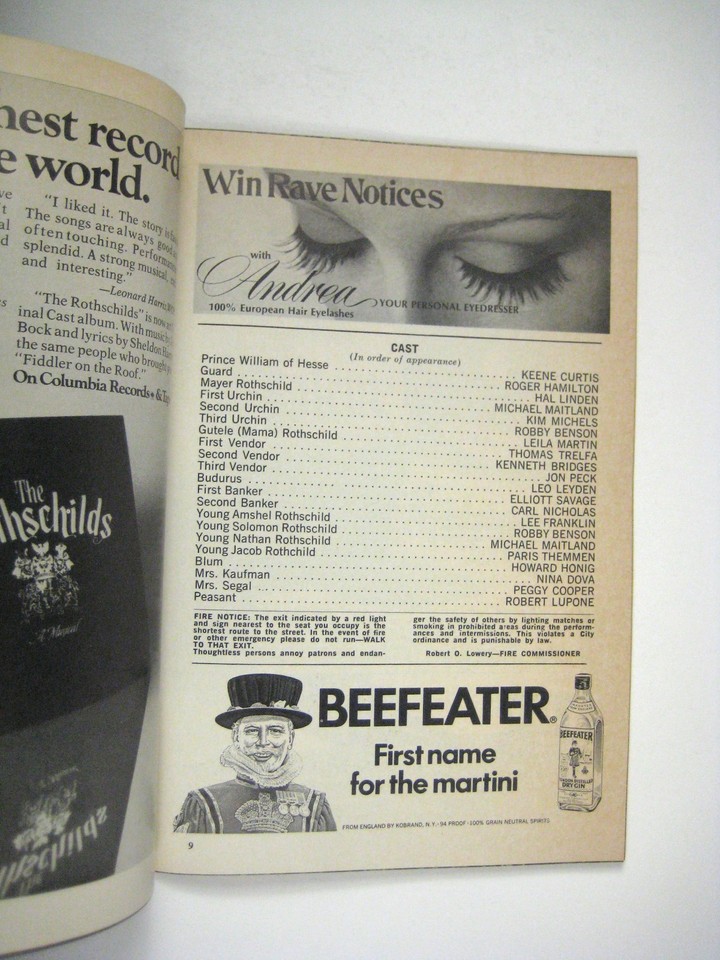 hest record
e world.
"I liked it. The story is
The songs are always good
often touching. Performances
splendid. A strong musical,
and interesting."
—Leonard Harris
"The Rothschilds" is now
inal Cast album. With music
Bock and lyrics by Sheldon
the same people who brought
"Fiddler on the Roof."
On Columbia Records®
The
thschilds
A Musical
Win Rave Notices
with
Andrea YOUR PERSONAL EYEDRESSER
100% European Hair Eyelashes
CAST
(In order of appearance)
Prince William of Hesse KEENE CURTIS
Guard ROGER HAMILTON
Mayer Rothschild HAL LINDEN
First Urchin MICHAEL MAITLAND
Second Urchin KIM MICHELS
Third Urchin ROBBY BENSON
Gutele (Mama) Rothschild LEILA MARTIN
First Vendor THOMAS TRELFA
Second Vendor KENNETH BRIDGES
Third Vendor JON PECK
Budurus LEO LEYDEN
First Banker ELLIOTT SAVAGE
Second Banker CARL NICHOLAS
Young Amshel Rothschild LEE FRANKLIN
Young Solomon Rothschild ROBBY BENSON
Young Nathan Rothschild MICHAEL MAITLAND
Young Jacob Rothchild PARIS THEMMEN
Blum HOWARD HONIG
Mrs. Kaufman NINA DOVA
Mrs. Segal PEGGY COOPER
Peasant ROBERT LUPONE
FIRE NOTICE: The exit indicated by a red light
and sign nearest to the seat you occupy is the
shortest route to the street. In the event of fire
or other emergency please do not run—WALK
TO THAT EXIT.
Thoughtless persons annoy patrons and endan-
ger the safety of others by lighting matches or
smoking in prohibited areas during the perform-
ances and intermissions. This violates a City
ordinance and is punishable by law.
Robert O. Lowery—FIRE COMMISSIONER
BEEFEATER®
First name
for the martini
BEEFEATER
LONDON DISTILLED
DRY GIN
FROM ENGLAND BY KOBRAND, N.Y. · 94 PROOF · 100% GRAIN NEUTRAL SPIRITS
9